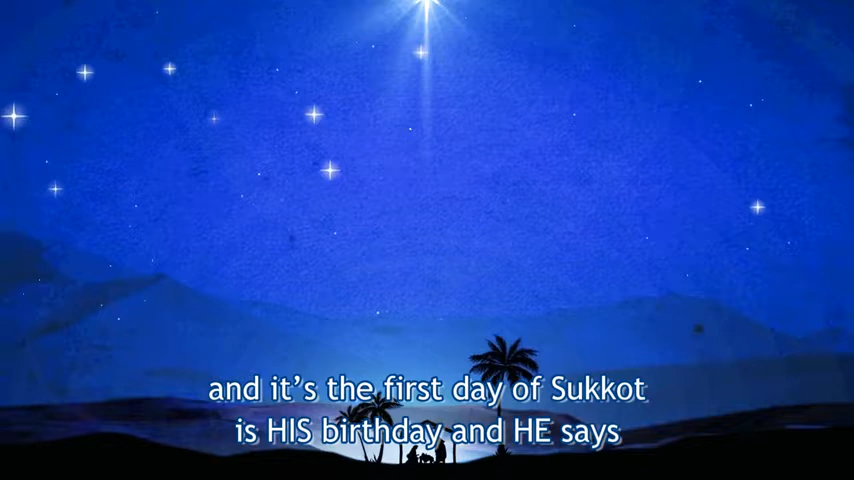 and it's the first day of Sukkot
is HIS birthday and HE says